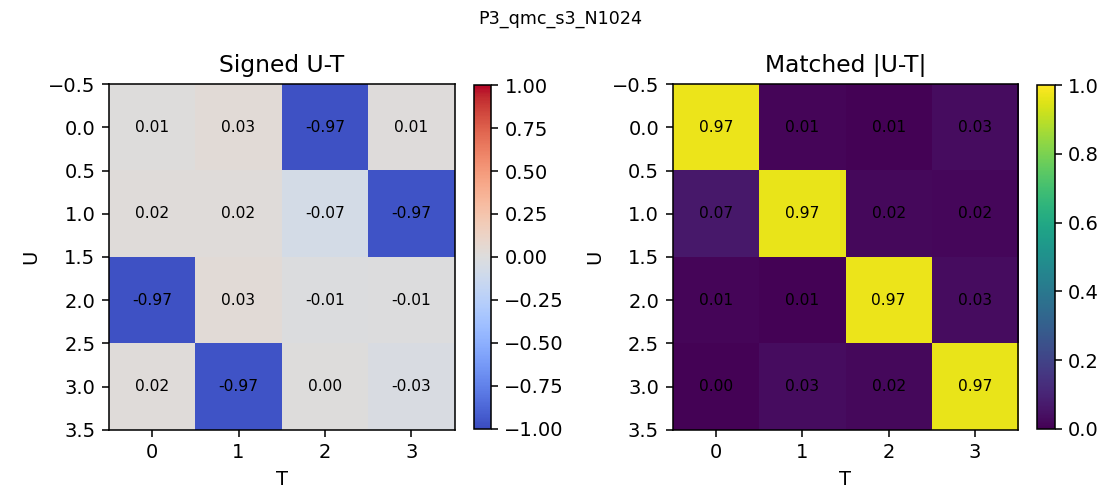 P3_qmc_s3_N1024
Signed U-T
−0.5
0.0
0.5
1.0
1.5
2.0
2.5
3.0
3.5
U
0.01 0.03 -0.97 0.01
0.02 0.02 -0.07 -0.97
-0.97 0.03 -0.01 -0.01
0.02 -0.97 0.00 -0.03
0 1 2 3
T
1.00
0.75
0.50
0.25
0.00
−0.25
−0.50
−0.75
−1.00
Matched |U-T|
−0.5
0.0
0.5
1.0
1.5
2.0
2.5
3.0
3.5
U
0.97 0.01 0.01 0.03
0.07 0.97 0.02 0.02
0.01 0.01 0.97 0.03
0.00 0.03 0.02 0.97
0 1 2 3
T
1.0
0.8
0.6
0.4
0.2
0.0